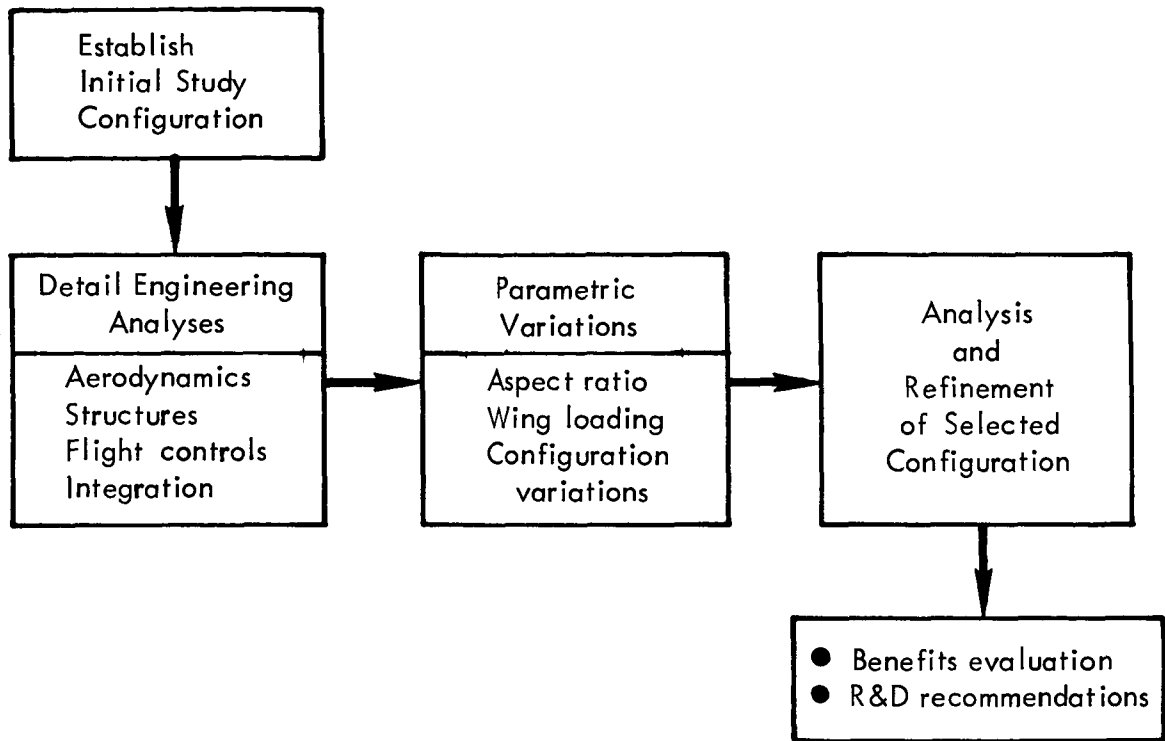 Establish
Initial Study
Configuration
Detail Engineering
Analyses
Aerodynamics
Structures
Flight controls
Integration
Parametric
Variations
Aspect ratio
Wing loading
Configuration
variations
Analysis
and
Refinement
of Selected
Configuration
● Benefits evaluation
● R&D recommendations